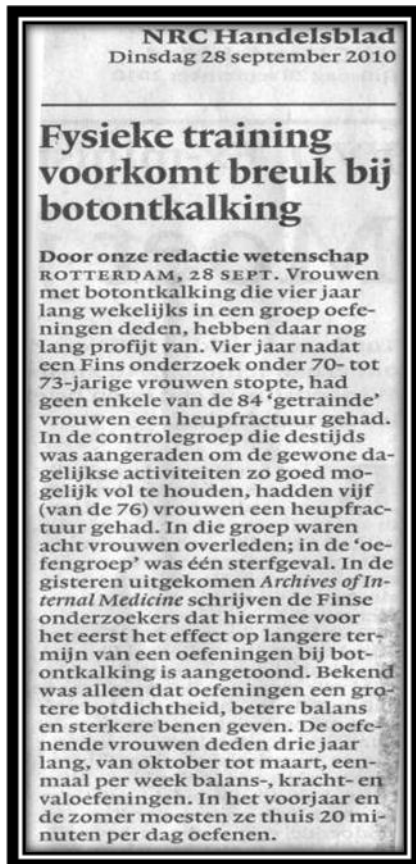 NRC Handelsblad
Dinsdag 28 september 2010
Fysieke training
voorkomt breuk bij
botontkalking
Door onze redactie wetenschap
ROTTERDAM, 28 SEPT. Vrouwen
met botontkalking die vier jaar
lang wekelijks in een groep oefe-
ningen deden, hebben daar nog
lang profijt van. Vier jaar nadat
een Fins onderzoek onder 70- tot
73-jarige vrouwen stopte, had
geen enkele van de 84 ‘getrainde’
vrouwen een heupfractuur gehad.
In de controlegroep die destijds
was aangeraden om de gewone da-
gelijkse activiteiten zo goed mo-
gelijk vol te houden, hadden vijf
(van de 76) vrouwen een heupfrac-
tuur gehad. In die groep waren
acht vrouwen overleden; in de ‘oe-
fengroep’ was één sterfgeval. In de
gisteren uitgekomen Archives of In-
ternal Medicine schrijven de Finse
onderzoekers dat hiermee voor
het eerst het effect op langere ter-
mijn van een oefeningen bij bot-
ontkalking is aangetoond. Bekend
was alleen dat oefeningen een gro-
tere botdichtheid, betere balans
en sterkere benen geven. De oefe-
nende vrouwen deden drie jaar
lang, van oktober tot maart, een-
maal per week balans-, kracht- en
valoefeningen. In het voorjaar en
de zomer moesten ze thuis 20 mi-
nuten per dag oefenen.